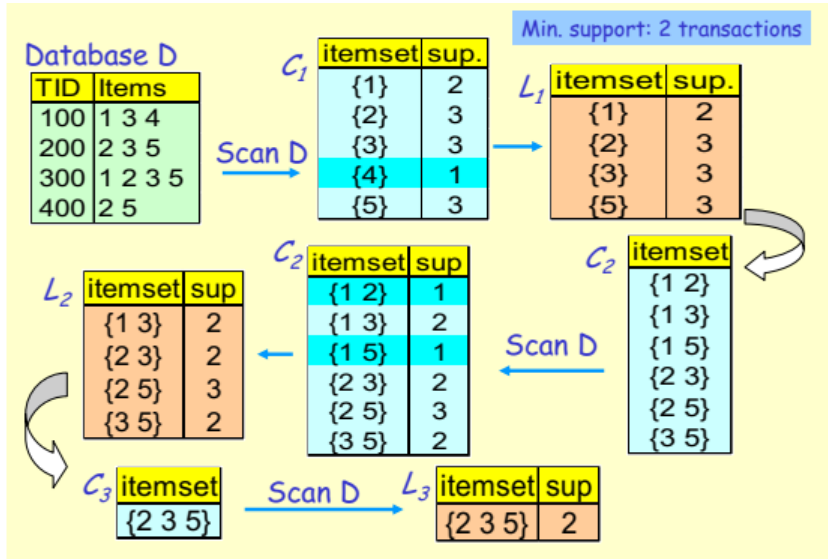 Min. support: 2 transactions
Database D
TID Items
100 1 3 4
200 2 3 5
300 1 2 3 5
400 2 5
Scan D
C1
itemset sup.
{1} 2
{2} 3
{3} 3
{4} 1
{5} 3
L1
itemset sup.
{1} 2
{2} 3
{3} 3
{5} 3
C2
itemset
{1 2}
{1 3}
{1 5}
{2 3}
{2 5}
{3 5}
Scan D
C2
itemset sup
{1 2} 1
{1 3} 2
{1 5} 1
{2 3} 2
{2 5} 3
{3 5} 2
L2
itemset sup
{1 3} 2
{2 3} 2
{2 5} 3
{3 5} 2
C3
itemset
{2 3 5}
Scan D
L3
itemset sup
{2 3 5} 2